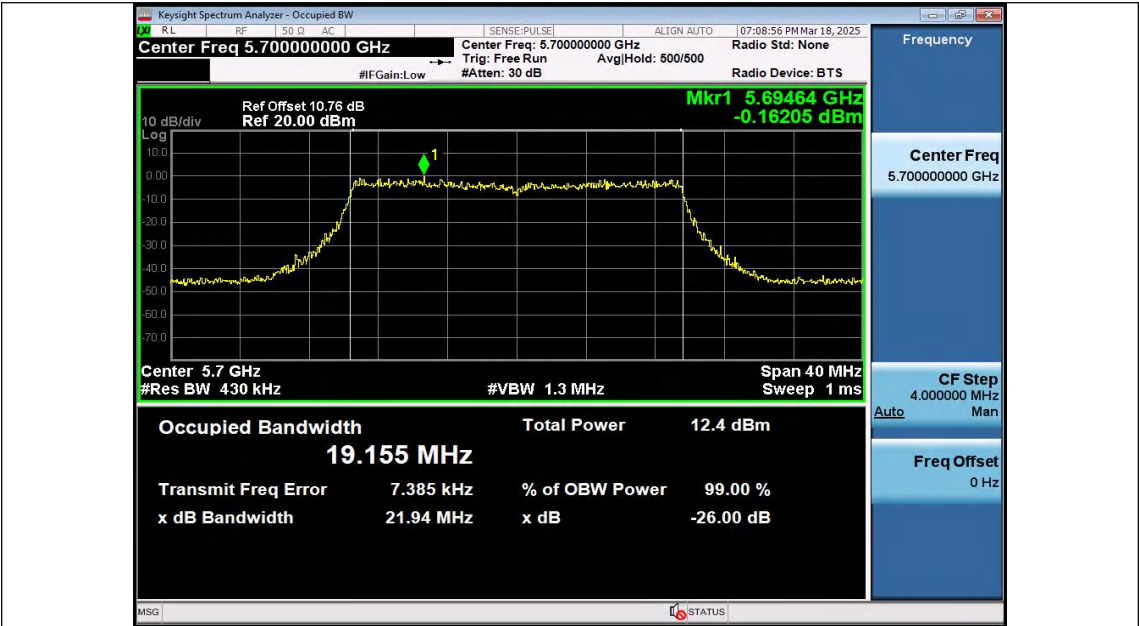 Keysight Spectrum Analyzer - Occupied BW
LXI RL RF 50 Ω AC SENSE:PULSE ALIGN AUTO 07:08:56 PM Mar 18, 2025
Center Freq 5.700000000 GHz
Center Freq: 5.700000000 GHz Radio Std: None
Trig: Free Run Avg|Hold: 500/500
#IFGain:Low #Atten: 30 dB Radio Device: BTS
Frequency
Mkr1 5.69464 GHz
-0.16205 dBm
Ref Offset 10.76 dB
10 dB/div Ref 20.00 dBm
Log
10.0
0.00
-10.0
-20.0
-30.0
-40.0
-50.0
-60.0
-70.0
1
Center 5.7 GHz Span 40 MHz
#Res BW 430 kHz #VBW 1.3 MHz Sweep 1 ms
Occupied Bandwidth Total Power 12.4 dBm
19.155 MHz
Transmit Freq Error 7.385 kHz % of OBW Power 99.00 %
x dB Bandwidth 21.94 MHz x dB -26.00 dB
Center Freq
5.700000000 GHz
CF Step
4.000000 MHz
Auto Man
Freq Offset
0 Hz
MSG STATUS